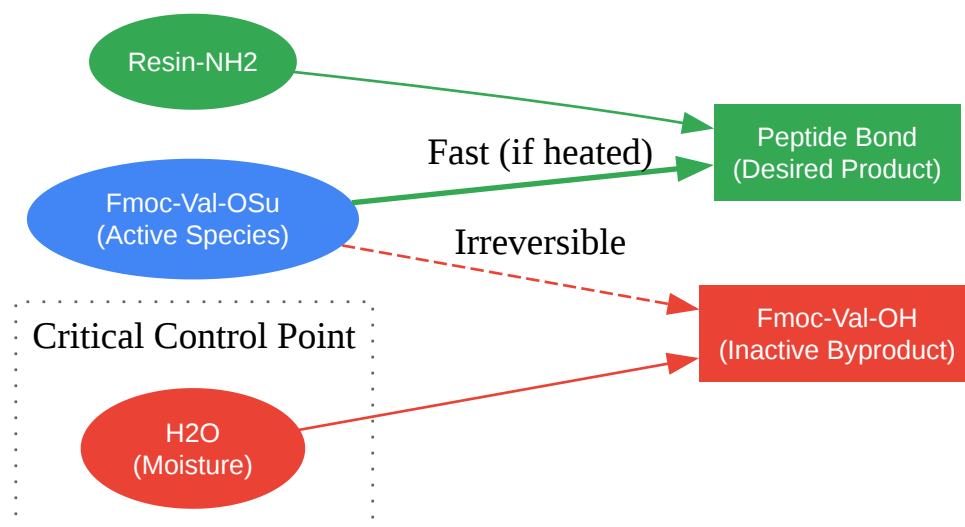 Resin-NH2
Peptide Bond
(Desired Product)
Fast (if heated)
Fmoc-Val-OSu
(Active Species)
Irreversible
Fmoc-Val-OH
(Inactive Byproduct)
Critical Control Point
H2O
(Moisture)